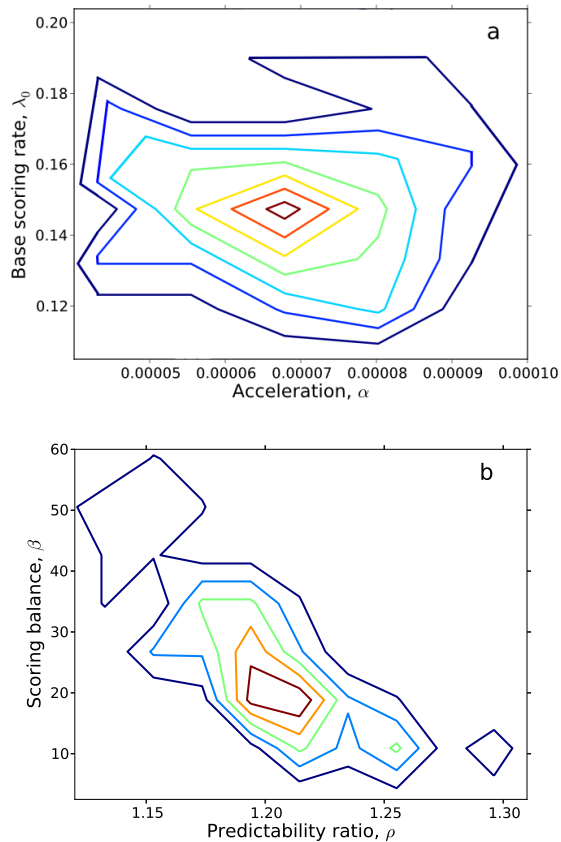 a
0.20
0.18
0.16
0.14
0.12
Base scoring rate, λ₀
0.00005 0.00006 0.00007 0.00008 0.00009 0.00010
Acceleration, α
b
60
50
40
30
20
10
Scoring balance, β
1.15 1.20 1.25 1.30
Predictability ratio, ρ